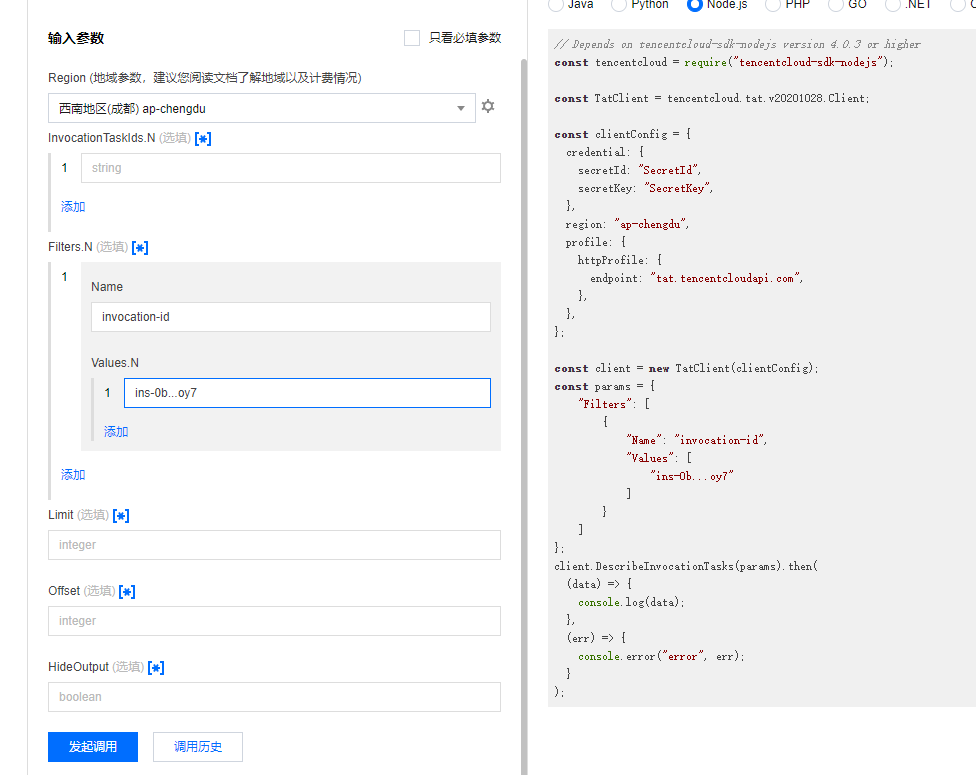 输入参数
只看必填参数
Region (地域参数，建议您阅读文档了解地域以及计费情况)
西南地区(成都) ap-chengdu
InvocationTaskIds.N (选填) [*]
1 string
添加
Filters.N (选填) [*]
1
Name
invocation-id
Values.N
1 ins-0b...oy7
添加
添加
Limit (选填) [*]
integer
Offset (选填) [*]
integer
HideOutput (选填) [*]
boolean
发起调用 调用历史
Java Python Node.js PHP GO .NET
// Depends on tencentcloud-sdk-nodejs version 4.0.3 or higher
const tencentcloud = require("tencentcloud-sdk-nodejs");
const TatClient = tencentcloud.tat.v20201028.Client;
const clientConfig = {
credential: {
secretId: "SecretId",
secretKey: "SecretKey",
},
region: "ap-chengdu",
profile: {
httpProfile: {
endpoint: "tat.tencentcloudapi.com",
},
},
};
const client = new TatClient(clientConfig);
const params = {
"Filters": [
{
"Name": "invocation-id",
"Values": [
"ins-0b...oy7"
]
}
]
};
client.DescribeInvocationTasks(params).then(
(data) => {
console.log(data);
},
(err) => {
console.error("error", err);
}
);